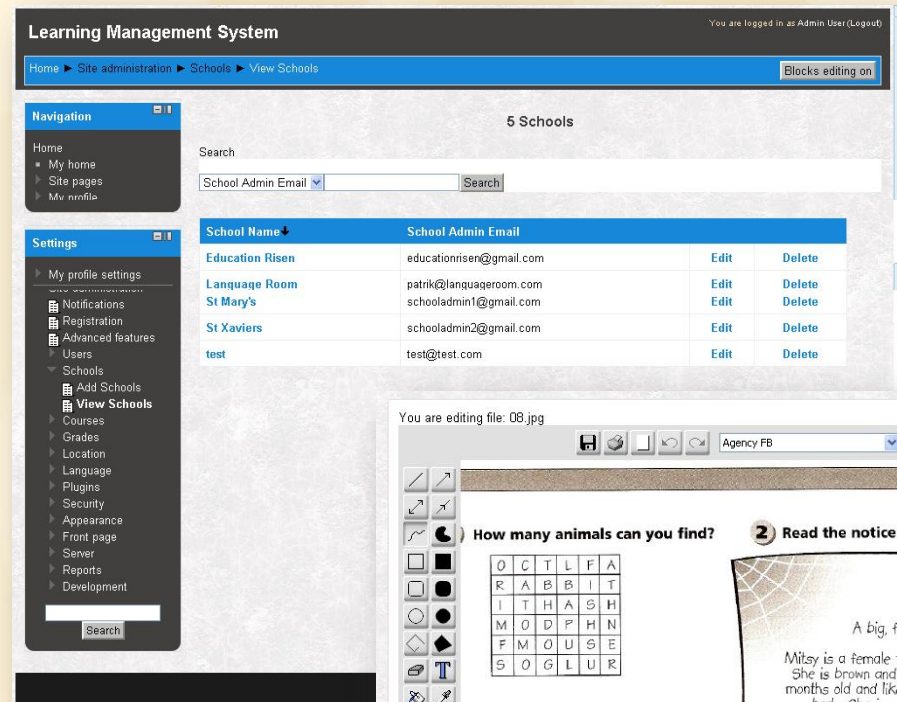 Learning Management System
You are logged in as Admin User (Logout)
Home ► Site administration ► Schools ► View Schools
Blocks editing on
Navigation
Home
My home
Site pages
My profile
Settings
My profile settings
Site administration
Notifications
Registration
Advanced features
Users
Schools
Add Schools
View Schools
Courses
Grades
Location
Language
Plugins
Security
Appearance
Front page
Server
Reports
Development
Search
5 Schools
Search
School Admin Email Search
School Name School Admin Email
Education Risen educationrisen@gmail.com Edit Delete
Language Room patrik@languageroom.com Edit Delete
St Mary's schooladmin1@gmail.com Edit Delete
St Xaviers schooladmin2@gmail.com Edit Delete
test test@test.com Edit Delete
You are editing file: 08.jpg
Agency FB
How many animals can you find?
O C T L F A
R A B B I T
I T H A S H
M O D P H N
F M O U S E
S O G L U R
2 Read the notice
A big, f
Mitsy is a female
She is brown and
months old and lik